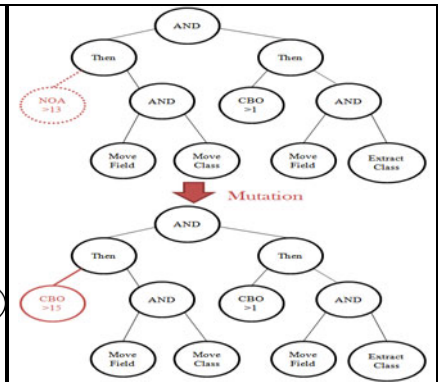 AND
Then
Then
NOA
>13
AND
CBO
>1
AND
Move
Field
Move
Class
Move
Field
Extract
Class
Mutation
AND
Then
Then
CBO
>15
AND
CBO
>1
AND
Move
Field
Move
Class
Move
Field
Extract
Class